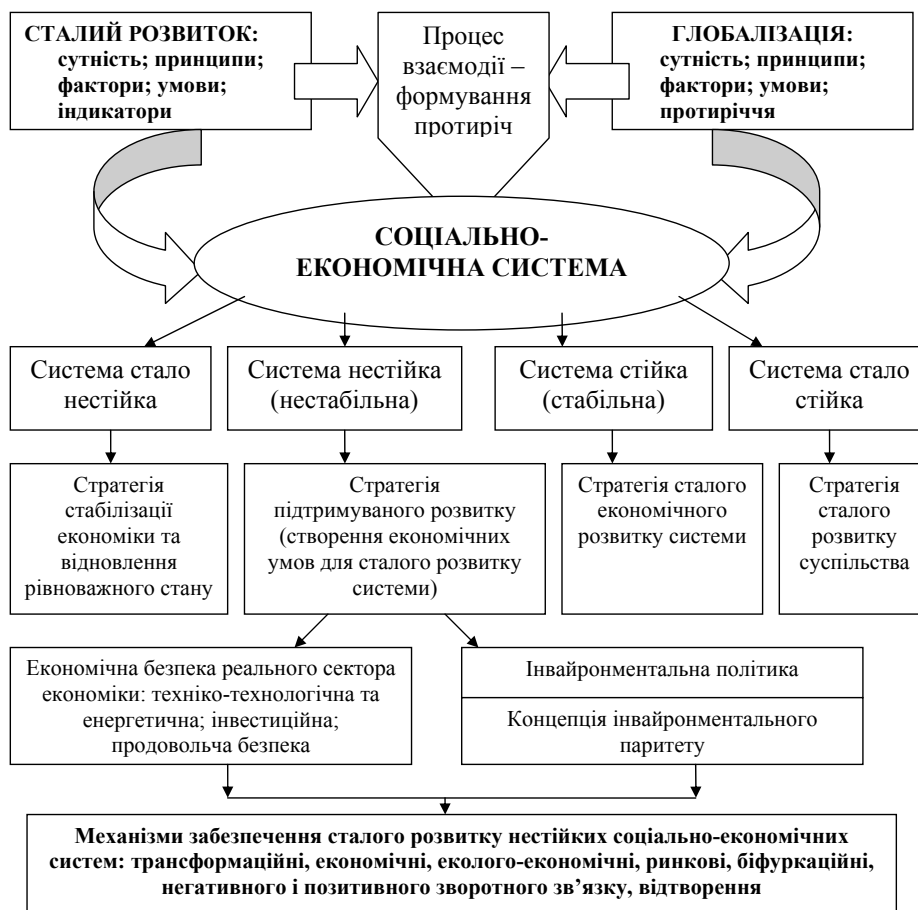 СТАЛИЙ РОЗВИТОК:
сутність; принципи;
фактори; умови;
індикатори
Процес
взаємодії –
формування
протиріч
ГЛОБАЛІЗАЦІЯ:
сутність; принципи;
фактори; умови;
протиріччя
СОЦІАЛЬНО-
ЕКОНОМІЧНА СИСТЕМА
Система стало
нестійка
Система нестійка
(нестабільна)
Система стійка
(стабільна)
Система стало
стійка
Стратегія
стабілізації
економіки та
відновлення
рівноважного стану
Стратегія
підтримуваного розвитку
(створення економічних
умов для сталого розвитку
системи)
Стратегія сталого
економічного
розвитку системи
Стратегія
сталого
розвитку
суспільства
Економічна безпека реального сектора
економіки: техніко-технологічна та
енергетична; інвестиційна;
продовольча безпека
Інвайронментальна політика
Концепція інвайронментального
паритету
Механізми забезпечення сталого розвитку нестійких соціально-економічних
систем: трансформаційні, економічні, еколого-економічні, ринкові, біфуркаційні,
негативного і позитивного зворотного зв’язку, відтворення